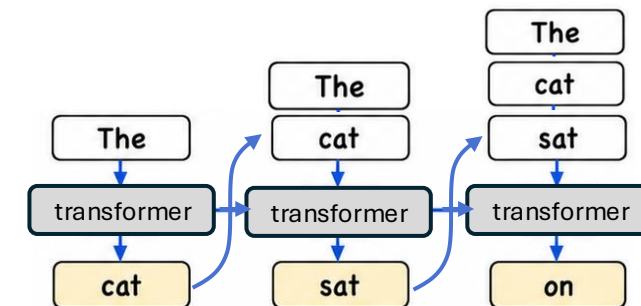 The
transformer
cat
The
cat
transformer
sat
The
cat
sat
transformer
on